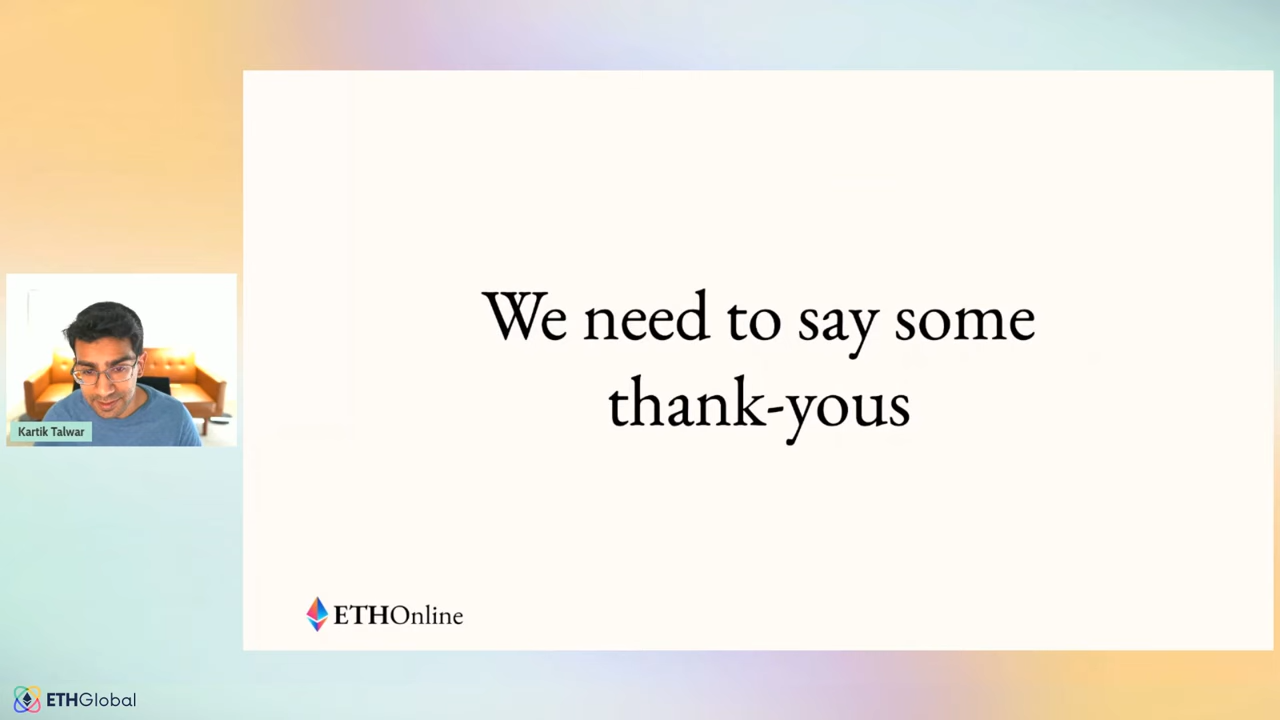 We need to say some
thank-yous
Kartik Talwar
ETHOnline
ETHGlobal